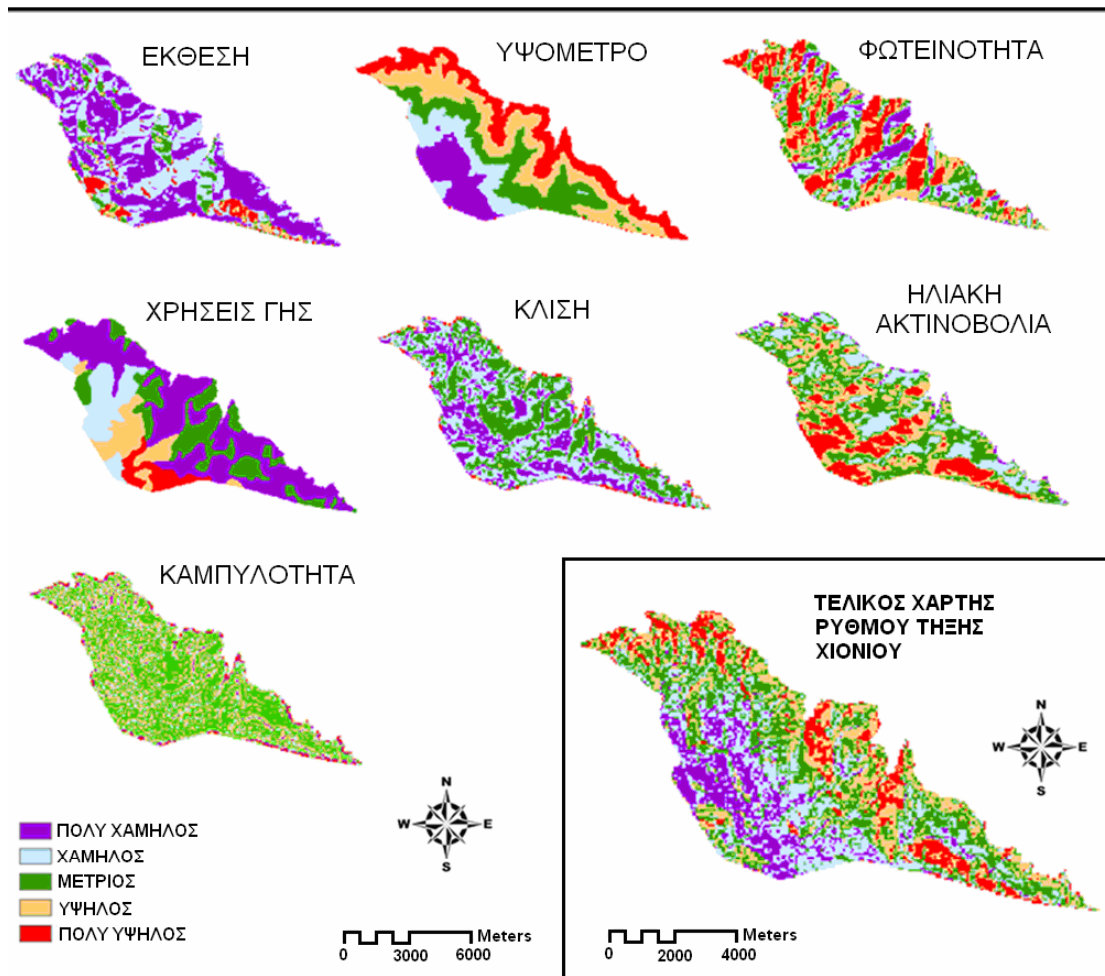 ΕΚΘΕΣΗ
ΥΨΟΜΕΤΡΟ
ΦΩΤΕΙΝΟΤΗΤΑ
ΧΡΗΣΕΙΣ ΓΗΣ
ΚΛΙΣΗ
ΗΛΙΑΚΗ
ΑΚΤΙΝΟΒΟΛΙΑ
ΚΑΜΠΥΛΟΤΗΤΑ
ΤΕΛΙΚΟΣ ΧΑΡΤΗΣ
ΡΥΘΜΟΥ ΤΗΞΗΣ
ΧΙΟΝΙΟΥ
N
W E
S
N
W E
S
ΠΟΛΥ ΧΑΜΗΛΟΣ
ΧΑΜΗΛΟΣ
ΜΕΤΡΙΟΣ
ΥΨΗΛΟΣ
ΠΟΛΥ ΥΨΗΛΟΣ
Meters
0 3000 6000
Meters
0 2000 4000